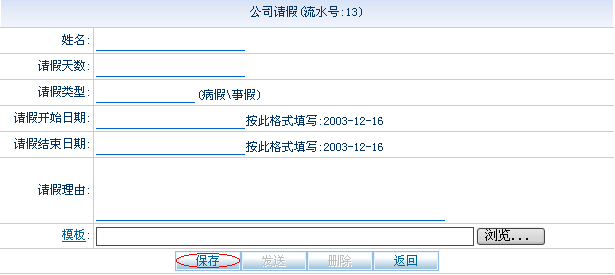 公司请假(流水号:13)
姓名:
请假天数:
请假类型: (病假\事假)
请假开始日期: 按此格式填写:2003-12-16
请假结束日期: 按此格式填写:2003-12-16
请假理由:
模板: 浏览...
保存 发送 删除 返回